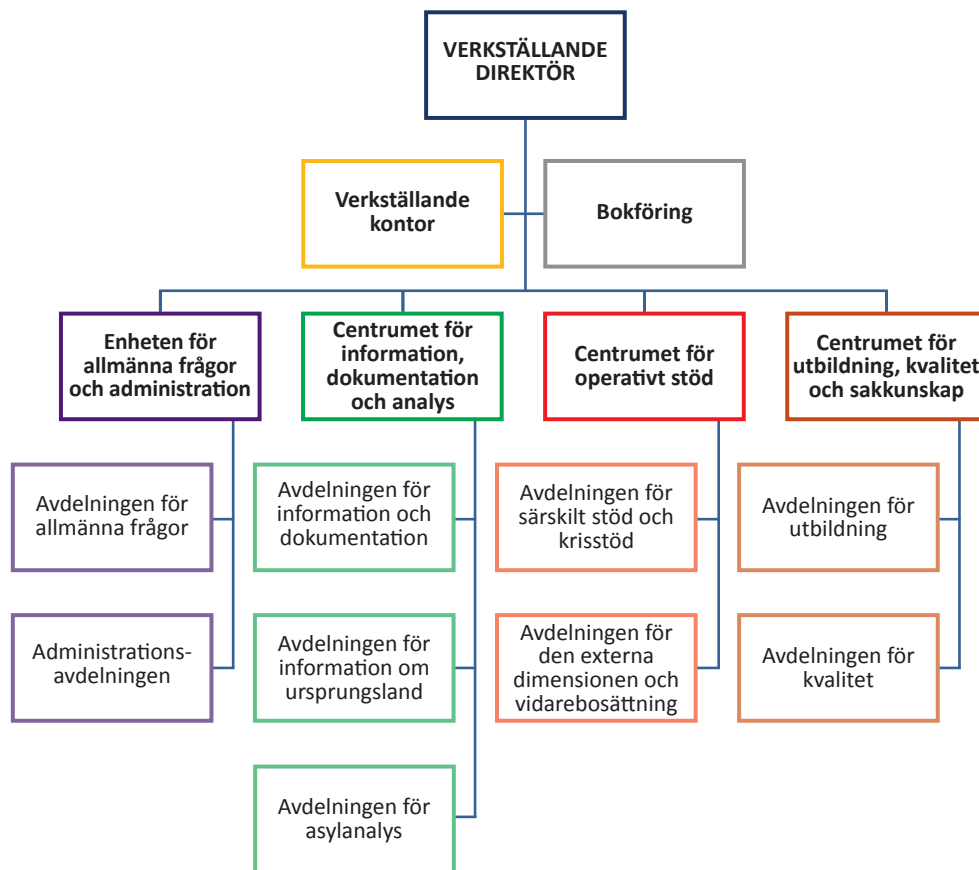 VERKSTÄLLANDE
DIREKTÖR
Verkställande
kontor
Bokföring
Enheten för
allmänna frågor
och administration
Centrumet för
information,
dokumentation
och analys
Centrumet för
operativt stöd
Centrumet för
utbildning, kvalitet
och sakkunskap
Avdelningen för
allmänna frågor
Avdelningen för
information och
dokumentation
Avdelningen för
särskilt stöd och
krisstöd
Avdelningen för
utbildning
Administrations-
avdelningen
Avdelningen för
information om
ursprungsland
Avdelningen för
den externa
dimensionen och
vidarebosättning
Avdelningen för
kvalitet
Avdelningen för
asylanalys